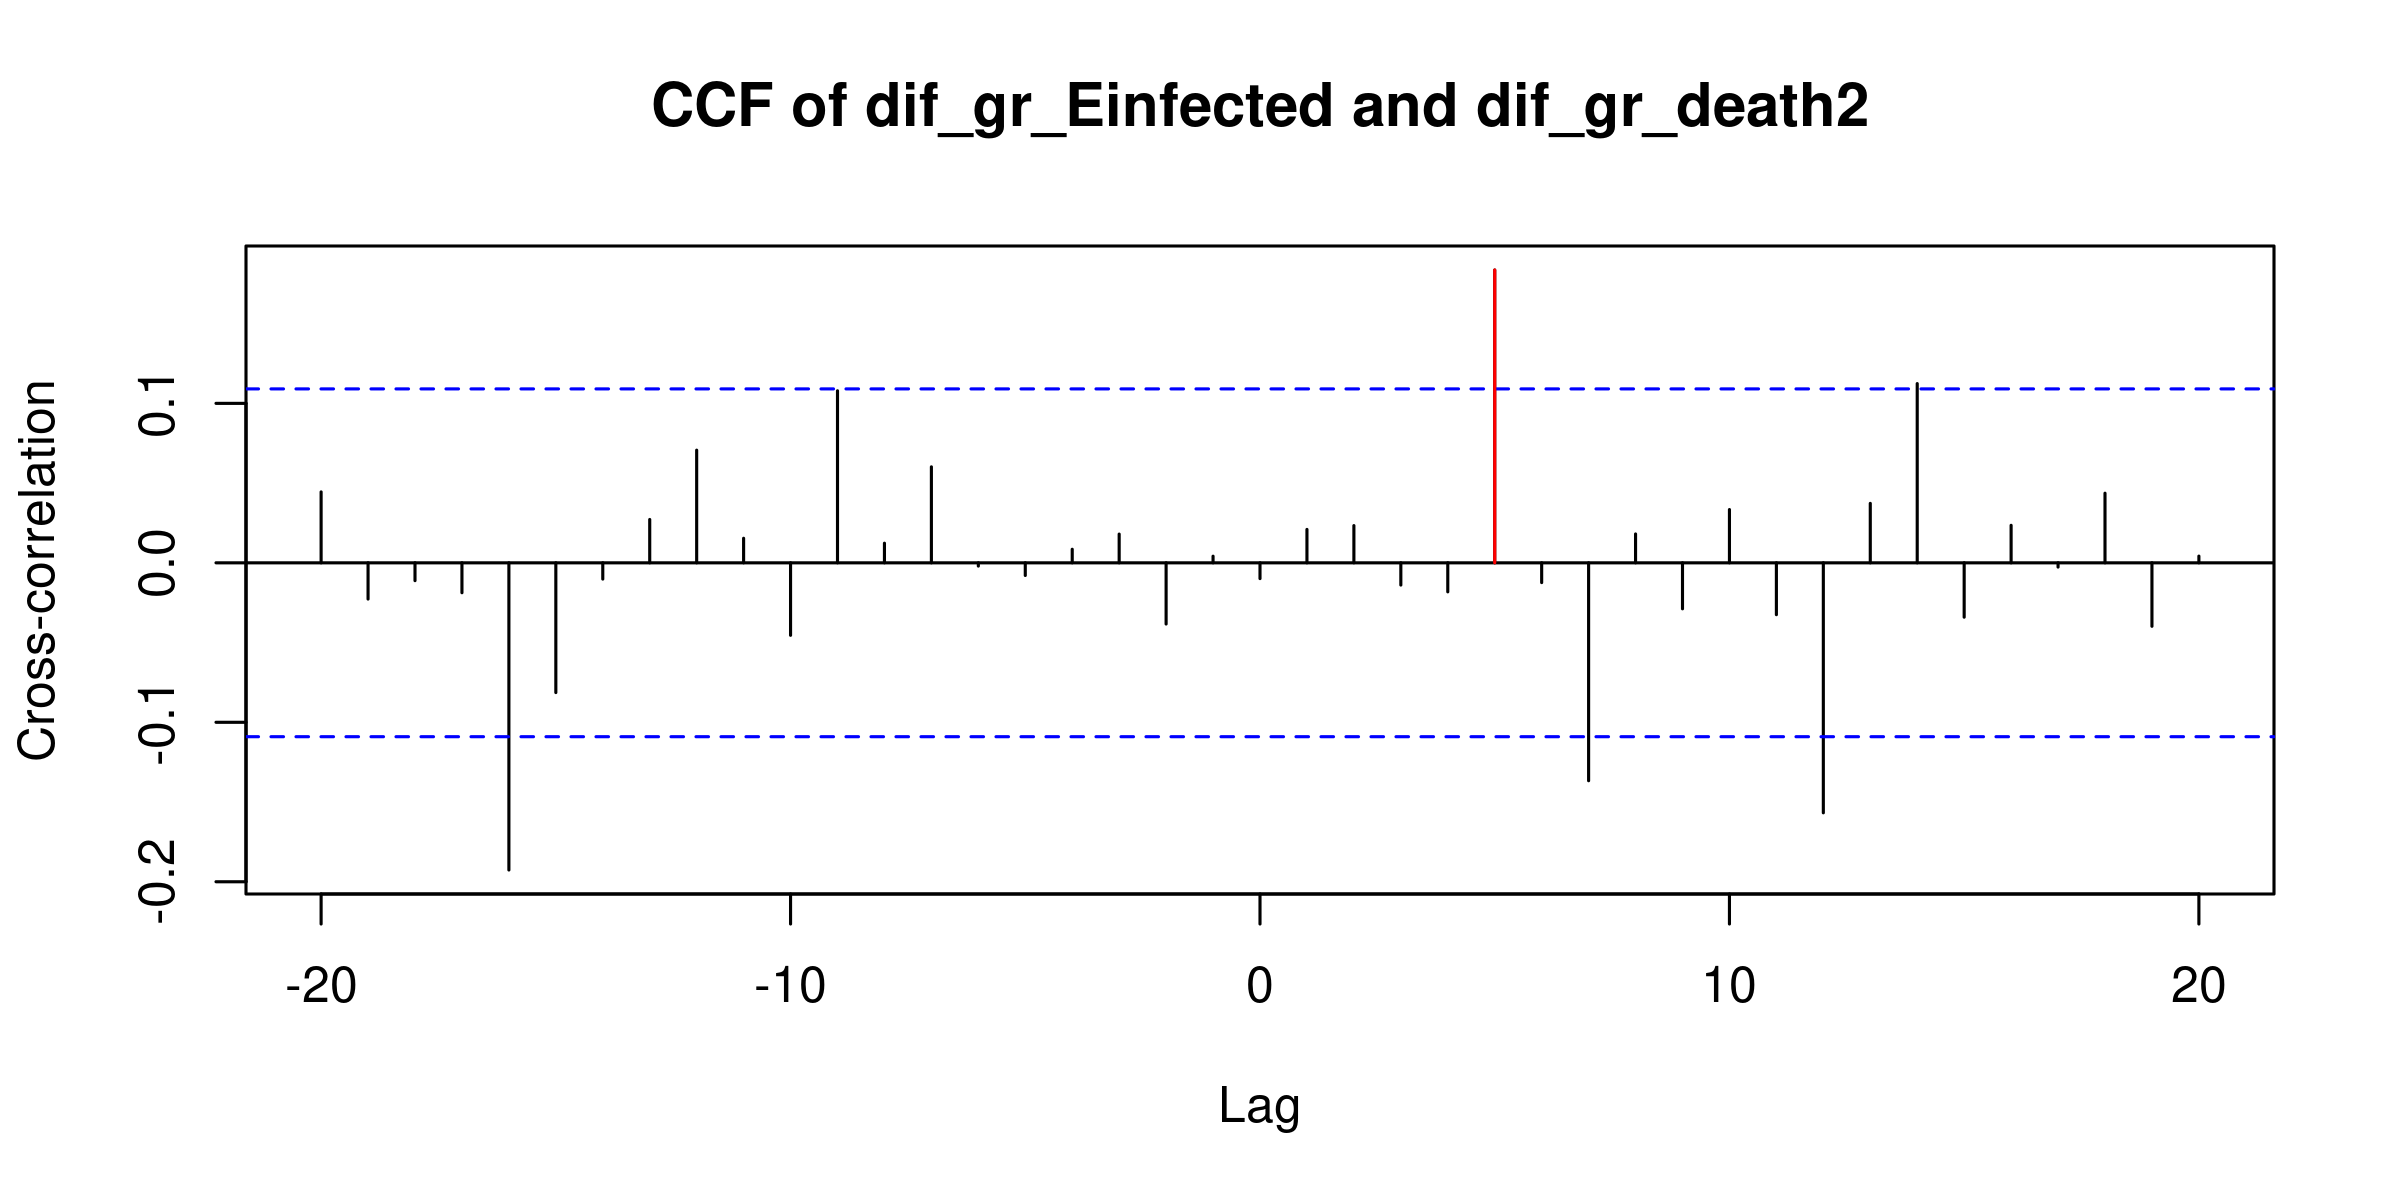 CCF of dif_gr_Einfected and dif_gr_death2
Cross-correlation
0.1
0.0
-0.1
-0.2
-20 -10 0 10 20
Lag